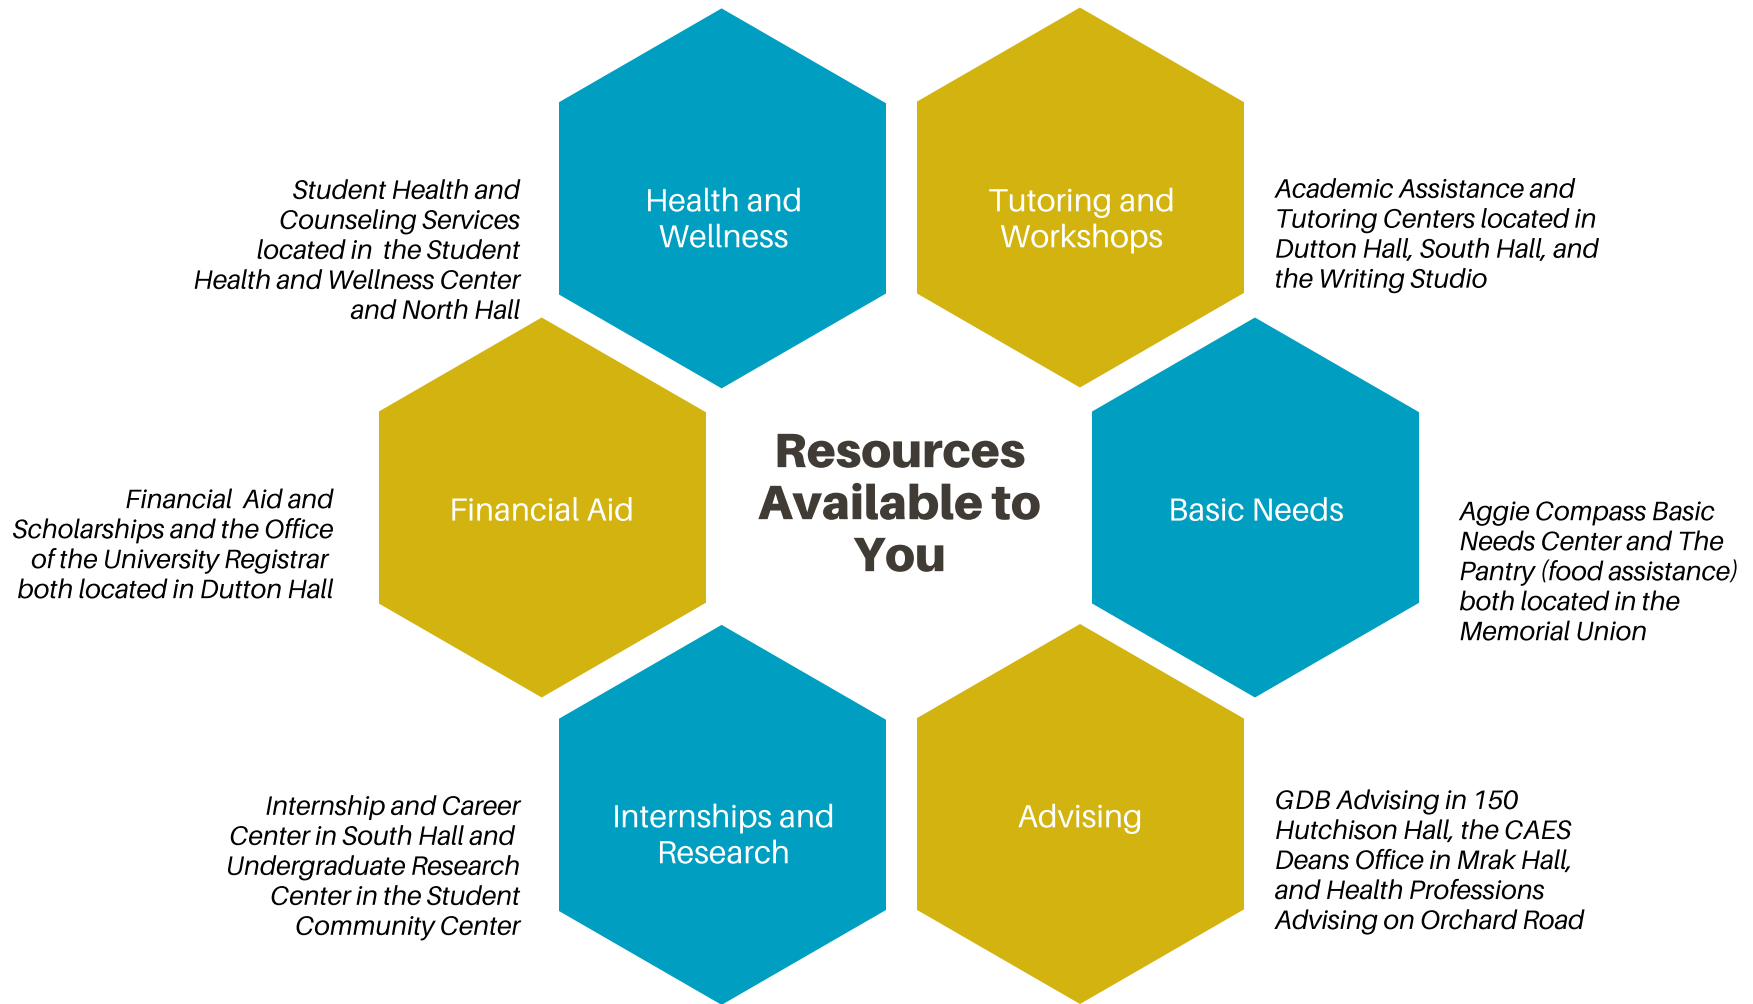 Health and
Wellness
Student Health and
Counseling Services
located in  the Student
Health and Wellness Center
and North Hall
Tutoring and
Workshops
Academic Assistance and
Tutoring Centers located in
Dutton Hall, South Hall, and
the Writing Studio
Financial Aid
Financial  Aid and
Scholarships and the Office
of the University Registrar
both located in Dutton Hall
Resources
Available to
You
Basic Needs
Aggie Compass Basic
Needs Center and The
Pantry (food assistance)
both located in the
Memorial Union
Internships and
Research
Internship and Career
Center in South Hall and
Undergraduate Research
Center in the Student
Community Center
Advising
GDB Advising in 150
Hutchison Hall, the CAES
Deans Office in Mrak Hall,
and Health Professions
Advising on Orchard Road